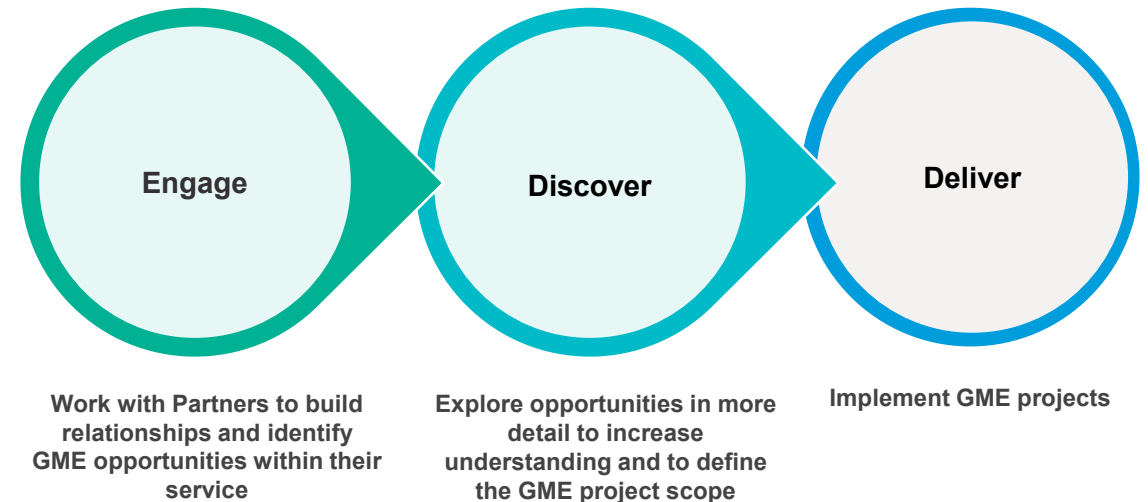 Engage
Discover
Deliver
Work with Partners to build
relationships and identify
GME opportunities within their
service
Explore opportunities in more
detail to increase
understanding and to define
the GME project scope
Implement GME projects